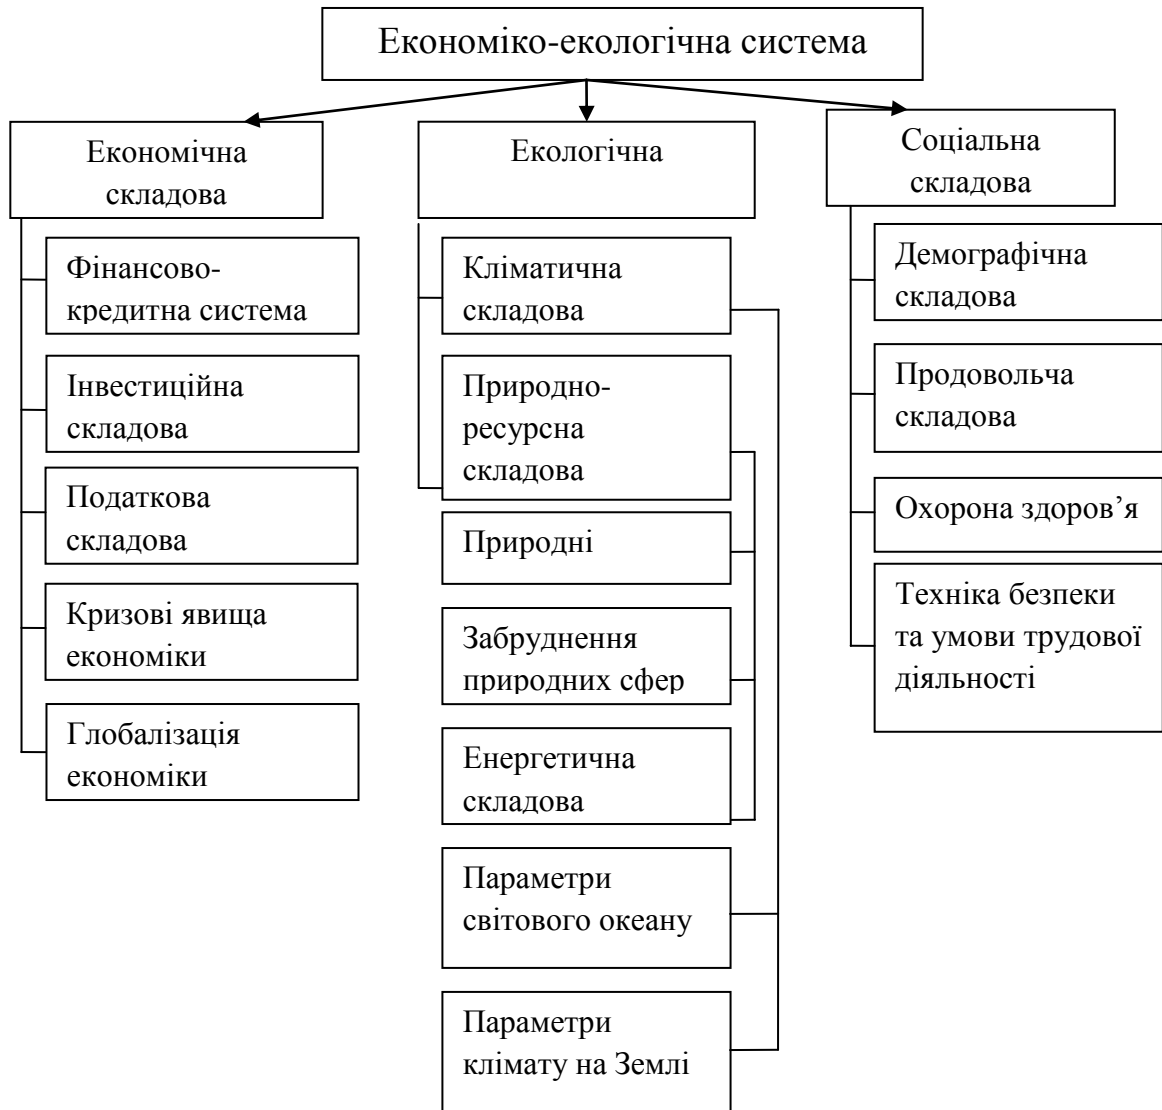 Економіко-екологічна система
Економічна
складова
Фінансово-
кредитна система
Інвестиційна
складова
Податкова
складова
Кризові явища
економіки
Глобалізація
економіки
Екологічна
Кліматична
складова
Природно-
ресурсна
складова
Природні
Забруднення
природних сфер
Енергетична
складова
Параметри
світового океану
Параметри
клімату на Землі
Соціальна
складова
Демографічна
складова
Продовольча
складова
Охорона здоров’я
Техніка безпеки
та умови трудової
діяльності